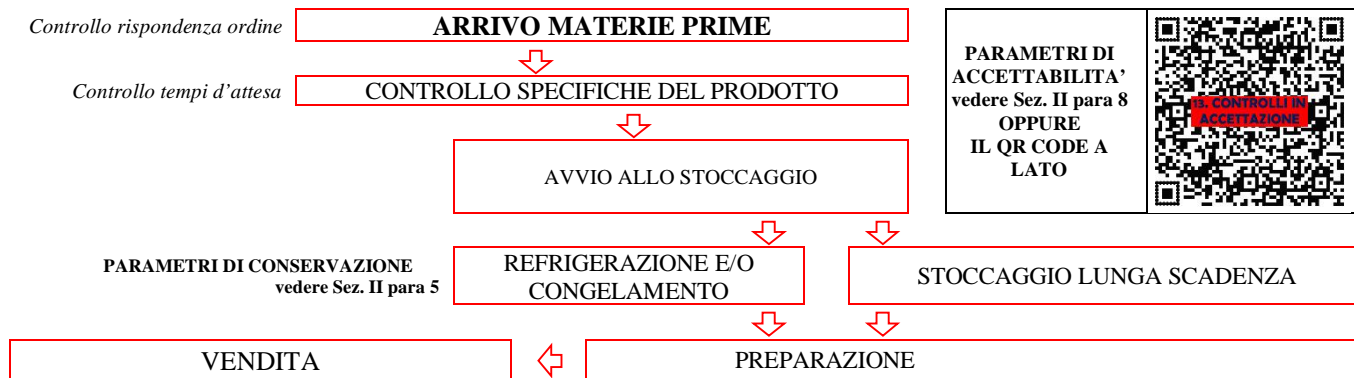 Controllo rispondenza ordine
ARRIVO MATERIE PRIME
Controllo tempi d'attesa
CONTROLLO SPECIFICHE DEL PRODOTTO
PARAMETRI DI
ACCETTABILITA'
vedere Sez. II para 8
OPPURE
IL QR CODE A
LATO
13. CONTROLLI IN
ACCETTAZIONE
AVVIO ALLO STOCCAGGIO
PARAMETRI DI CONSERVAZIONE
vedere Sez. II para 5
REFRIGERAZIONE E/O
CONGELAMENTO
STOCCAGGIO LUNGA SCADENZA
VENDITA
PREPARAZIONE